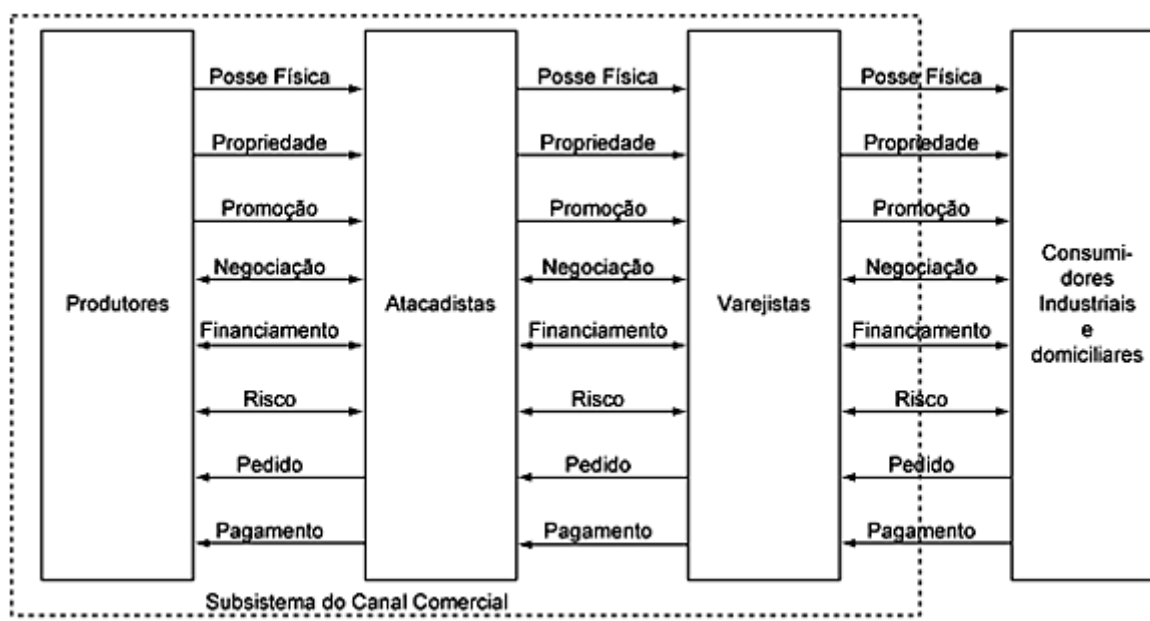 Posse Física Posse Física Posse Física
Propriedade Propriedade Propriedade
Promoção Promoção Promoção
Negociação Negociação Negociação
Produtores Atacadistas Varejistas
Consumi-
dores
Industriais
e
domiciliares
Financiamento Financiamento Financiamento
Risco Risco Risco
Pedido Pedido Pedido
Pagamento Pagamento Pagamento
Subsistema do Canal Comercial